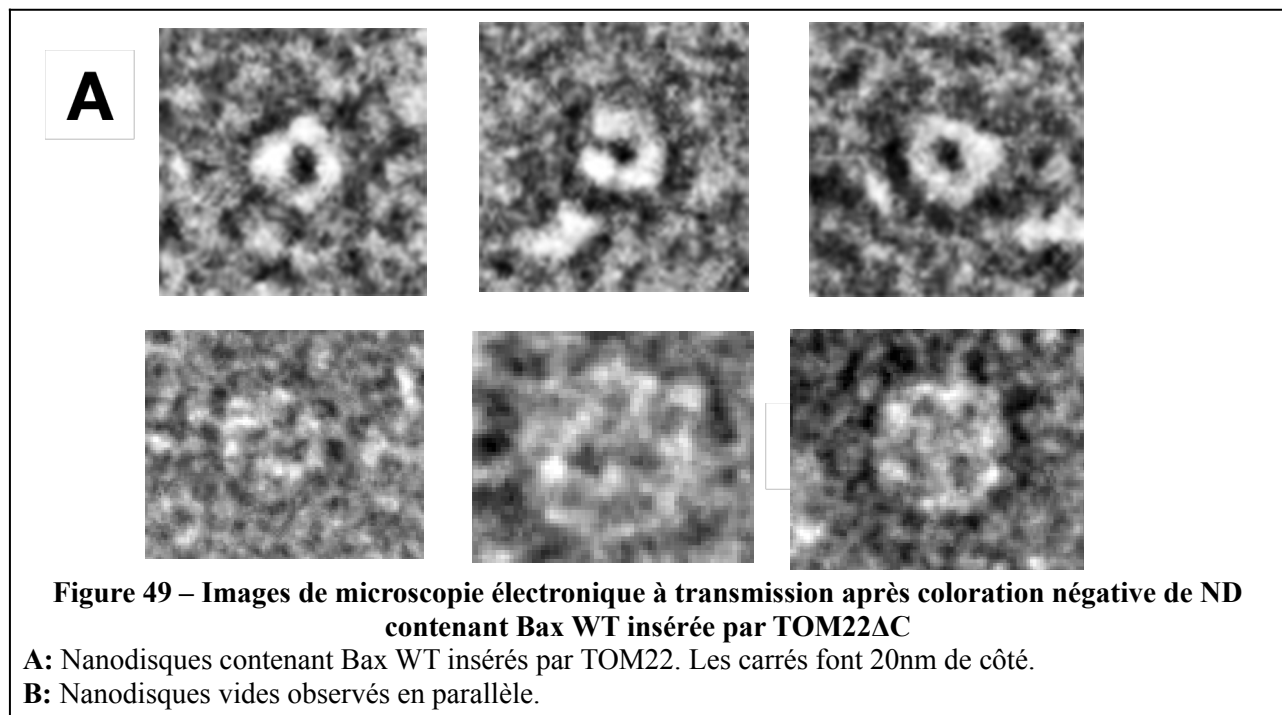 A
Figure 49 – Images de microscopie électronique à transmission après coloration négative de ND
contenant Bax WT insérée par TOM22ΔC
A: Nanodisques contenant Bax WT insérés par TOM22. Les carrés font 20nm de côté.
B: Nanodisques vides observés en parallèle.